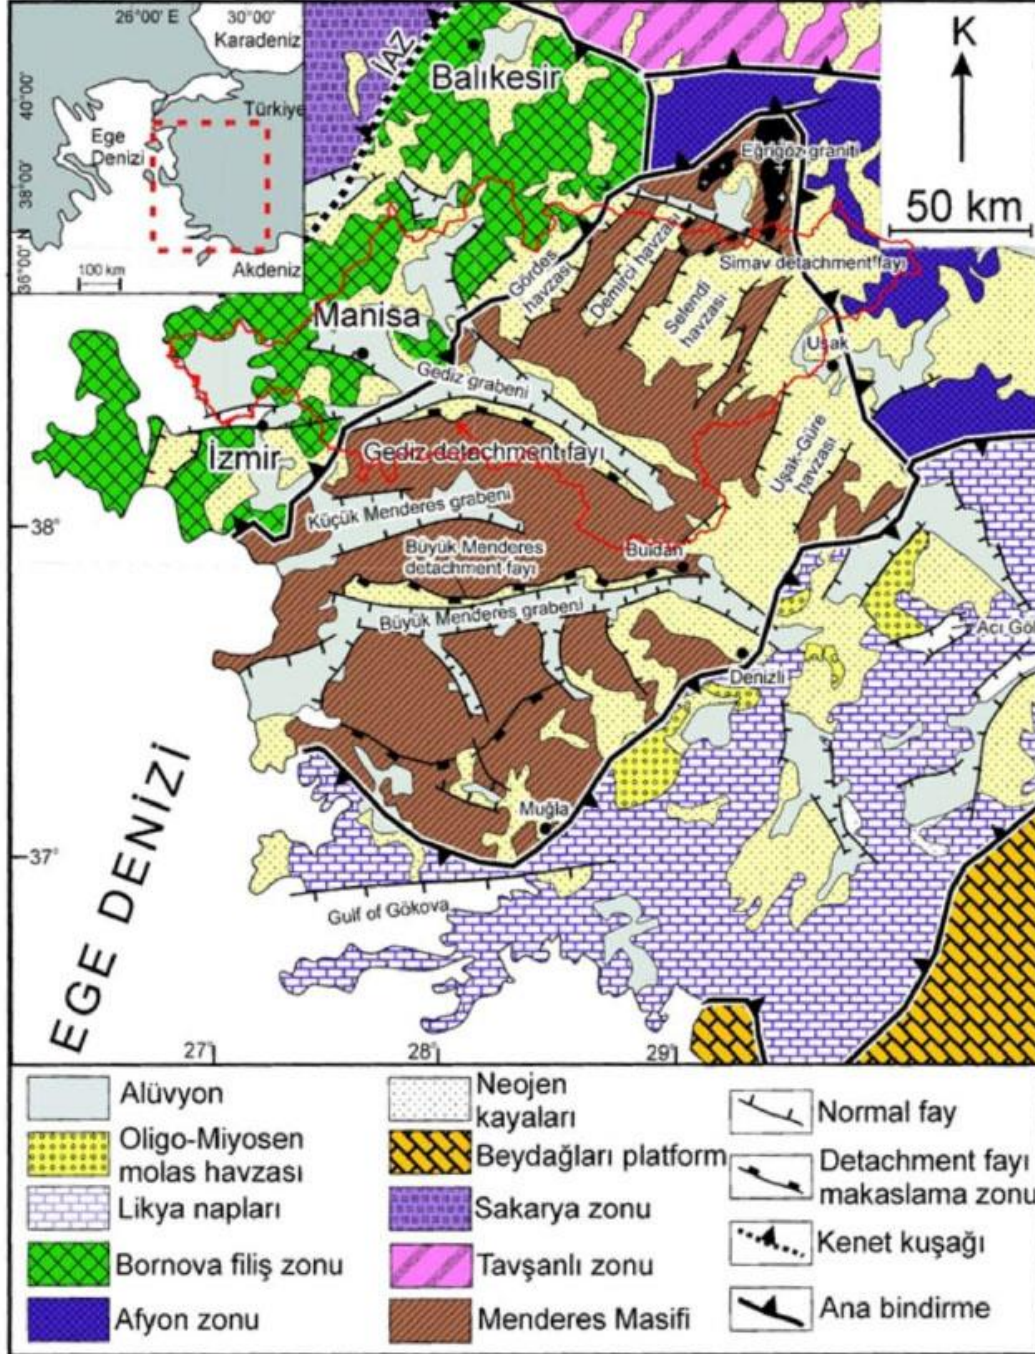 26°00' E
30°00'
Karadeniz
40°00'
Türkiye
Ege
Denizi
38°00'
36°00' N
Akdeniz
100 km
İAZ
Balıkesir
K
50 km
Eğrigöz graniti
Simav detachment fayı
Gördes
havzası
Demirci havzası
Selendi
havzası
Uşak
Manisa
Gediz grabeni
Uşak-Güre
havzası
İzmir
Gediz detachment fayı
Küçük Menderes grabeni
38°
Büyük Menderes
detachment fayı
Buldan
Büyük Menderes grabeni
Acı Göl
Denizli
EGE DENİZİ
Muğla
37°
Gulf of Gökova
27°
28°
29°
Alüvyon
Oligo-Miyosen
molas havzası
Likya napları
Bornova filiş zonu
Afyon zonu
Neojen
kayaları
Beydağları platform
Sakarya zonu
Tavşanlı zonu
Menderes Masifi
Normal fay
Detachment fayı
makaslama zonu
Kenet kuşağı
Ana bindirme